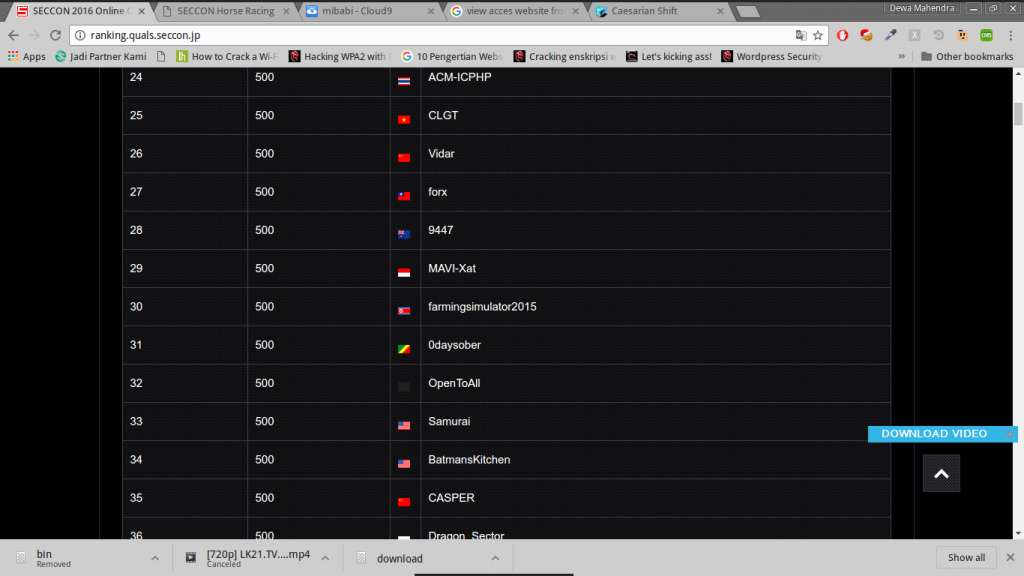 SECCON 2016 Online C
SECCON Horse Racing
mibabi - Cloud9
view acces website fro
Caesarian Shift
Dewa Mahendra
ranking.quals.seccon.jp
Apps
Jadi Partner Kami
How to Crack a Wi-F
Hacking WPA2 with
10 Pengertian Webs
Cracking enskripsi w
Let's kicking ass!
Wordpress Security
»
Other bookmarks
24 500 ACM-ICPHP
25 500 CLGT
26 500 Vidar
27 500 forx
28 500 9447
29 500 MAVI-Xat
30 500 farmingsimulator2015
31 500 0daysober
32 500 OpenToAll
33 500 Samurai
DOWNLOAD VIDEO
34 500 BatmansKitchen
35 500 CASPER
36 500 Dragon_Sector
bin
Removed
[720p] LK21.TV....mp4
Canceled
download
Show all